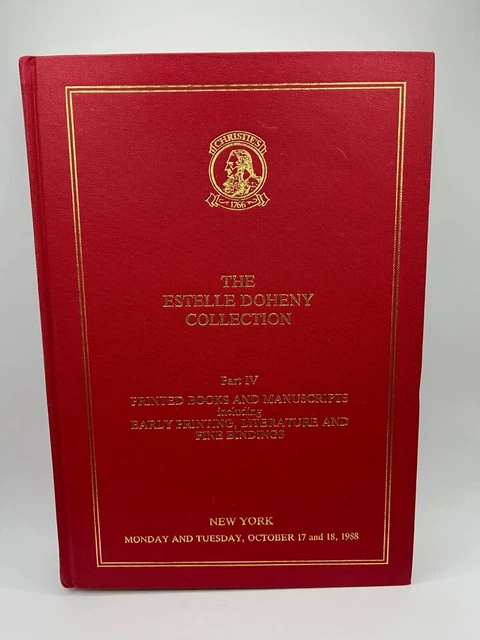 CHRISTIE'S
1766
THE
ESTELLE DOHENY
COLLECTION
Part IV
PRINTED BOOKS AND MANUSCRIPTS
including
EARLY PRINTING, LITERATURE AND
FINE BINDINGS
NEW YORK
MONDAY AND TUESDAY, OCTOBER 17 and 18, 1988